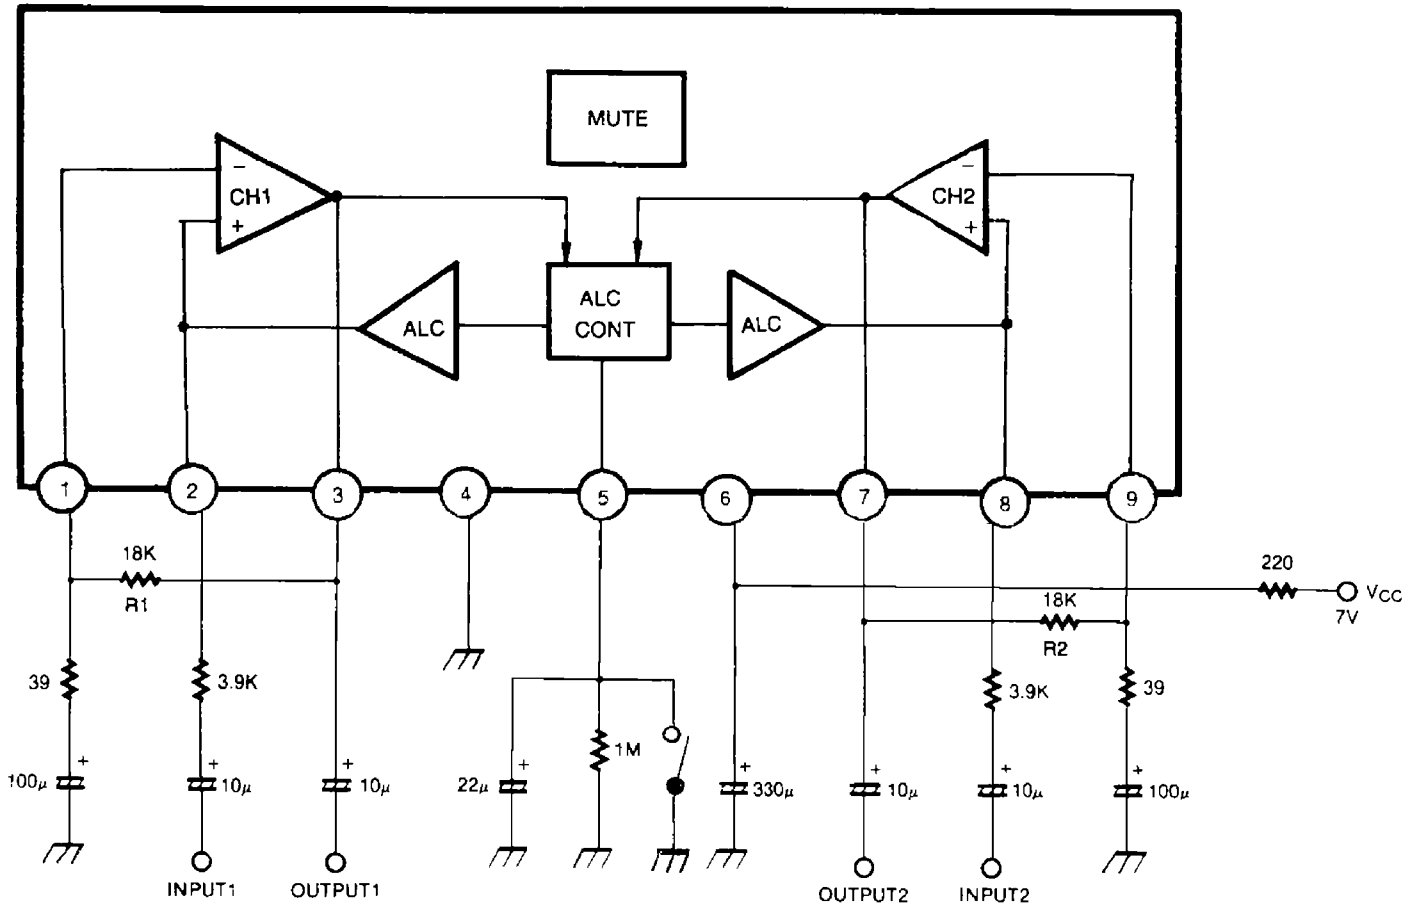 MUTE
−
CH1
+
−
CH2
+
ALC
ALC
CONT
ALC
1
2
3
4
5
6
7
8
9
18K
R1
220
VCC
7V
18K
R2
39
3.9K
3.9K
39
1M
+
100μ
+
10μ
+
10μ
+
22μ
+
330μ
+
10μ
+
10μ
+
100μ
INPUT1
OUTPUT1
OUTPUT2
INPUT2